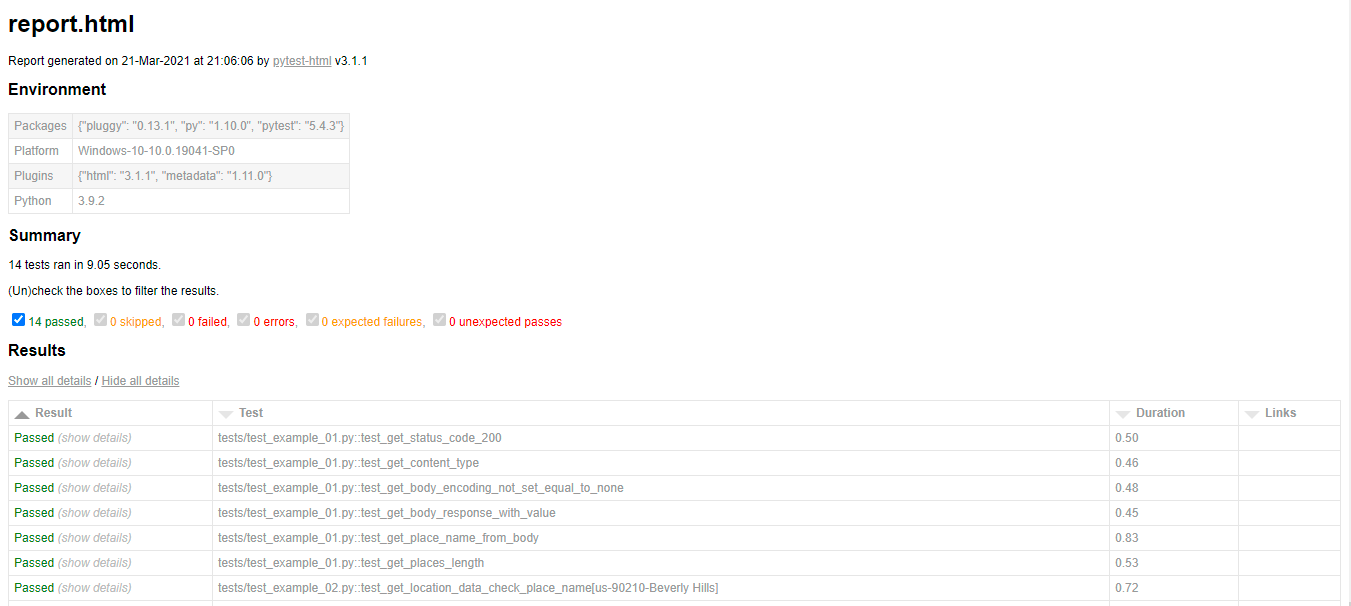 report.html
Report generated on 21-Mar-2021 at 21:06:06 by pytest-html v3.1.1
Environment
Packages {"pluggy": "0.13.1", "py": "1.10.0", "pytest": "5.4.3"}
Platform Windows-10-10.0.19041-SP0
Plugins {"html": "3.1.1", "metadata": "1.11.0"}
Python 3.9.2
Summary
14 tests ran in 9.05 seconds.
(Un)check the boxes to filter the results.
14 passed, 0 skipped, 0 failed, 0 errors, 0 expected failures, 0 unexpected passes
Results
Show all details / Hide all details
Result Test Duration Links
Passed (show details) tests/test_example_01.py::test_get_status_code_200 0.50
Passed (show details) tests/test_example_01.py::test_get_content_type 0.46
Passed (show details) tests/test_example_01.py::test_get_body_encoding_not_set_equal_to_none 0.48
Passed (show details) tests/test_example_01.py::test_get_body_response_with_value 0.45
Passed (show details) tests/test_example_01.py::test_get_place_name_from_body 0.83
Passed (show details) tests/test_example_01.py::test_get_places_length 0.53
Passed (show details) tests/test_example_02.py::test_get_location_data_check_place_name[us-90210-Beverly Hills] 0.72